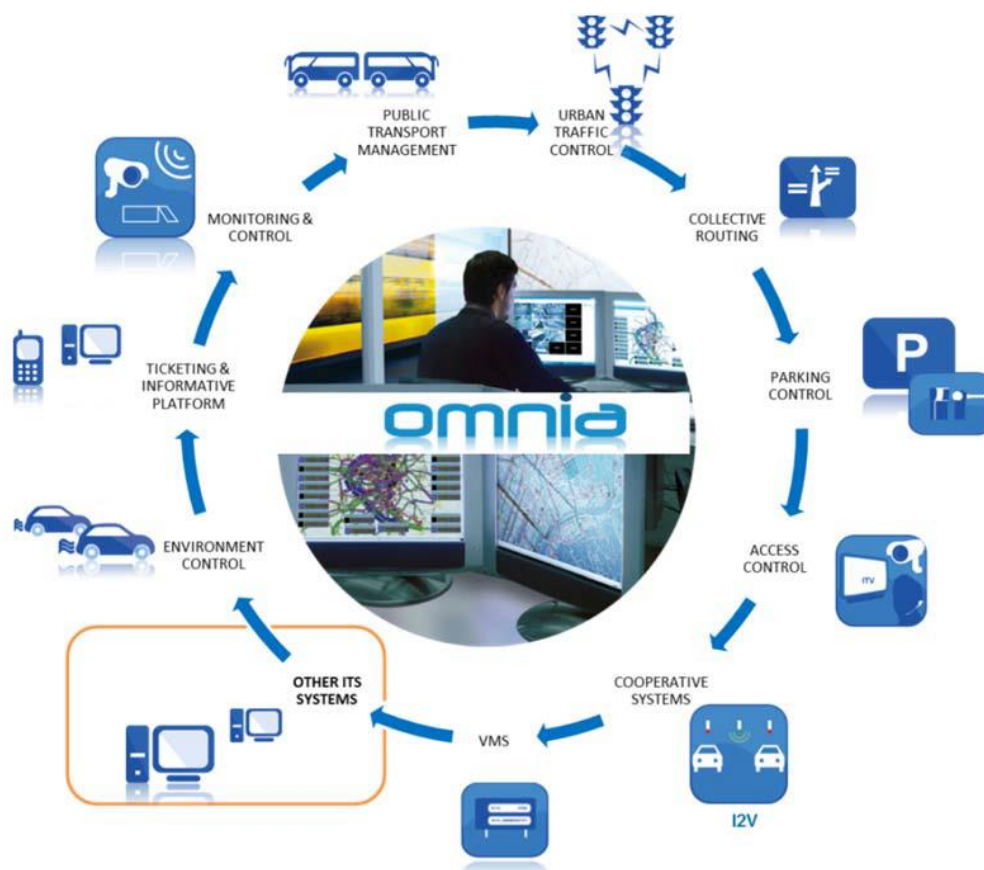 PUBLIC
TRANSPORT
MANAGEMENT
URBAN
TRAFFIC
CONTROL
COLLECTIVE
ROUTING
P
PARKING
CONTROL
ACCESS
CONTROL
ITV
COOPERATIVE
SYSTEMS
I2V
VMS
OTHER ITS
SYSTEMS
ENVIRONMENT
CONTROL
TICKETING &
INFORMATIVE
PLATFORM
MONITORING &
CONTROL
omnia